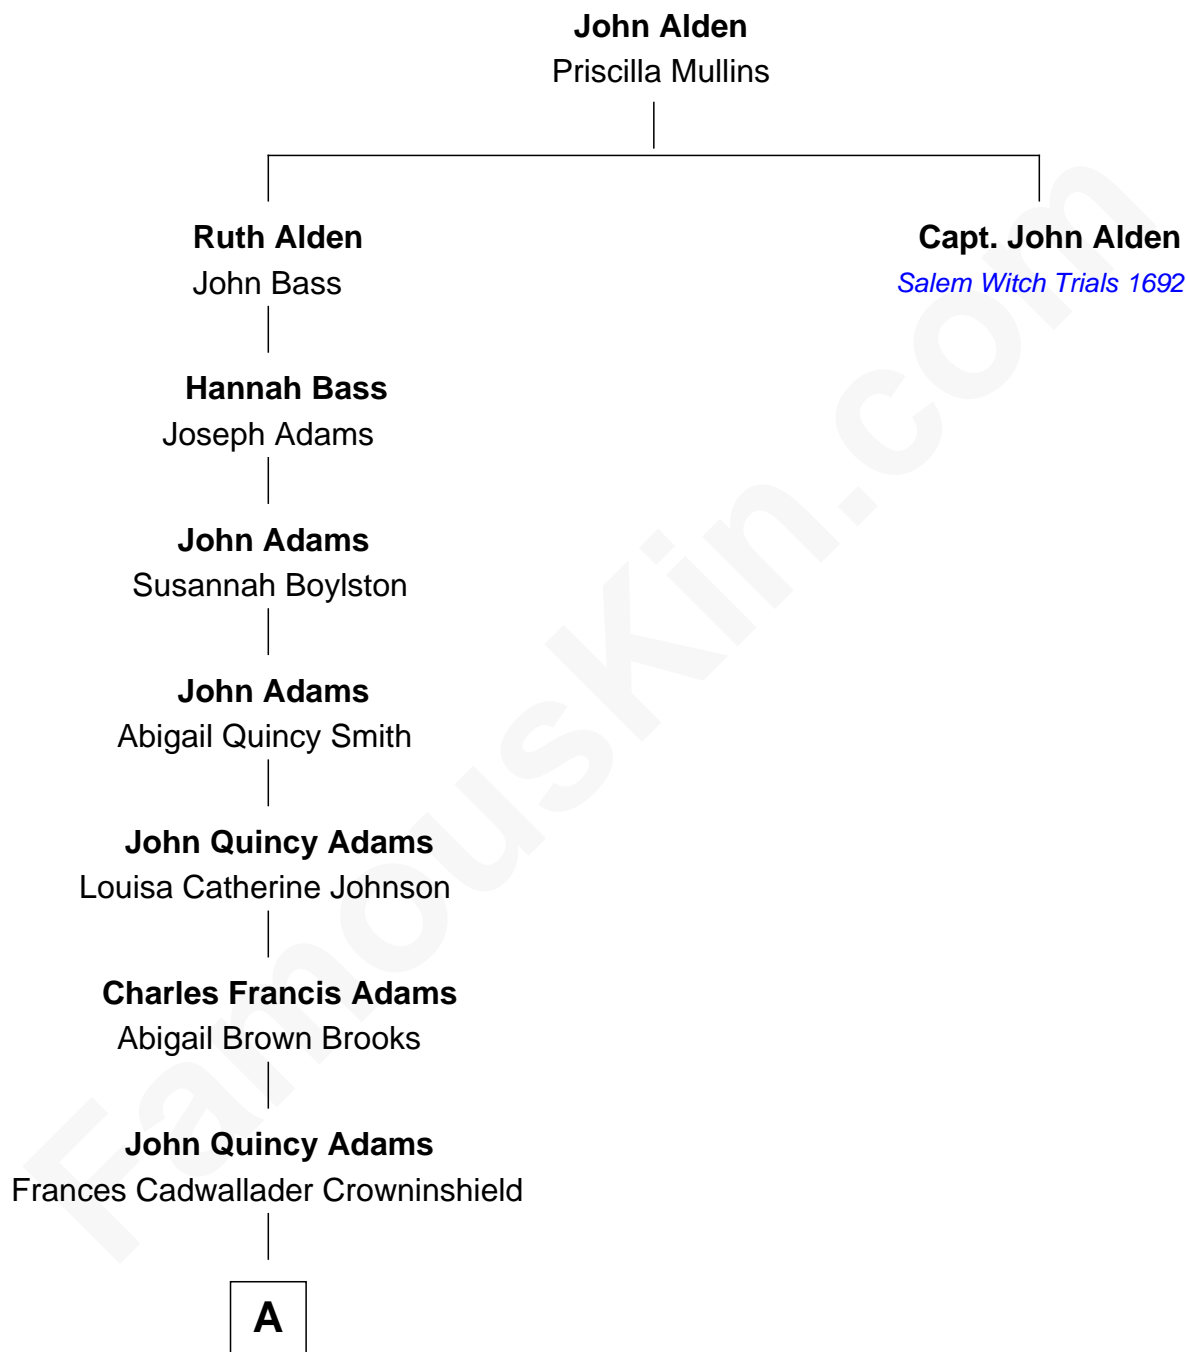 John Alden
Priscilla Mullins
Ruth Alden
John Bass
Capt. John Alden
Salem Witch Trials 1692
Hannah Bass
Joseph Adams
John Adams
Susannah Boylston
John Adams
Abigail Quincy Smith
John Quincy Adams
Louisa Catherine Johnson
Charles Francis Adams
Abigail Brown Brooks
John Quincy Adams
Frances Cadwallader Crowninshield
A
FamousKin.com